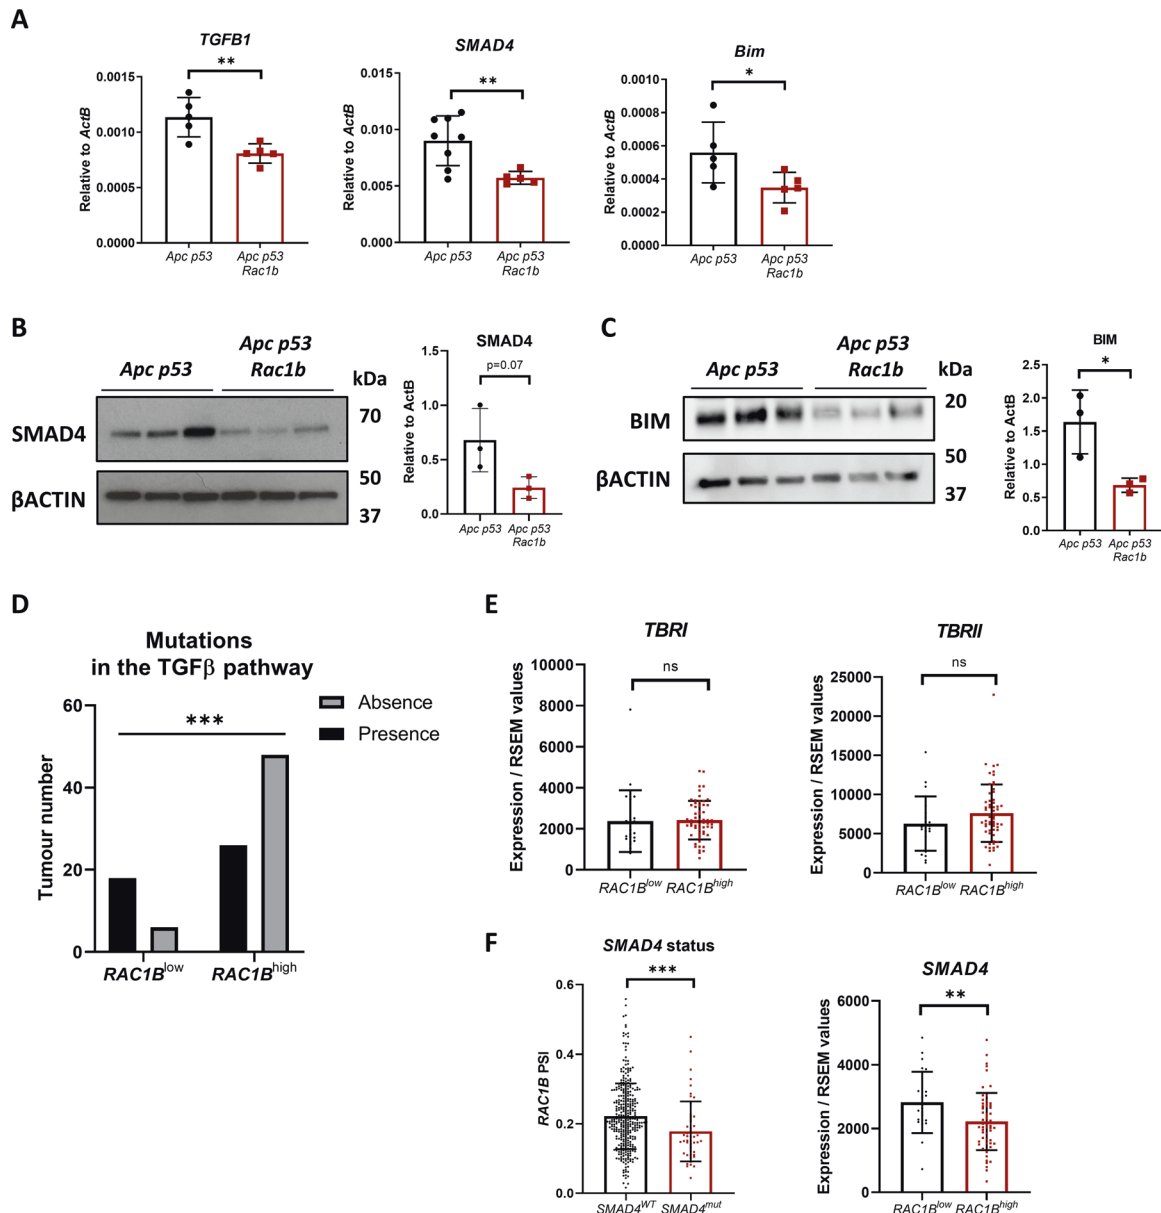 A
TGFB1
**
Relative to ActB
0.0015
0.0010
0.0005
0.0000
Apc p53
Apc p53
Rac1b
SMAD4
**
Relative to ActB
0.015
0.010
0.005
0.000
Apc p53
Apc p53
Rac1b
Bim
*
Relative to ActB
0.0010
0.0008
0.0006
0.0004
0.0002
0.0000
Apc p53
Apc p53
Rac1b
B
Apc p53
Apc p53
Rac1b
kDa
SMAD4
70
βACTIN
50
37
SMAD4
p=0.07
Relative to ActB
1.5
1.0
0.5
0.0
Apc p53
Apc p53
Rac1b
C
Apc p53
Apc p53
Rac1b
kDa
BIM
20
βACTIN
50
37
BIM
*
Relative to ActB
2.5
2.0
1.5
1.0
0.5
0.0
Apc p53
Apc p53
Rac1b
D
Mutations
in the TGFβ pathway
Absence
Presence
***
Tumour number
60
40
20
0
RAC1Blow
RAC1Bhigh
E
TBRI
ns
Expression / RSEM values
10000
8000
6000
4000
2000
0
RAC1Blow
RAC1Bhigh
TBRII
ns
Expression / RSEM values
25000
20000
15000
10000
5000
0
RAC1Blow
RAC1Bhigh
F
SMAD4 status
***
RAC1B PSI
0.6
0.4
0.2
0.0
SMAD4WT
SMAD4mut
SMAD4
**
Expression / RSEM values
6000
4000
2000
0
RAC1Blow
RAC1Bhigh